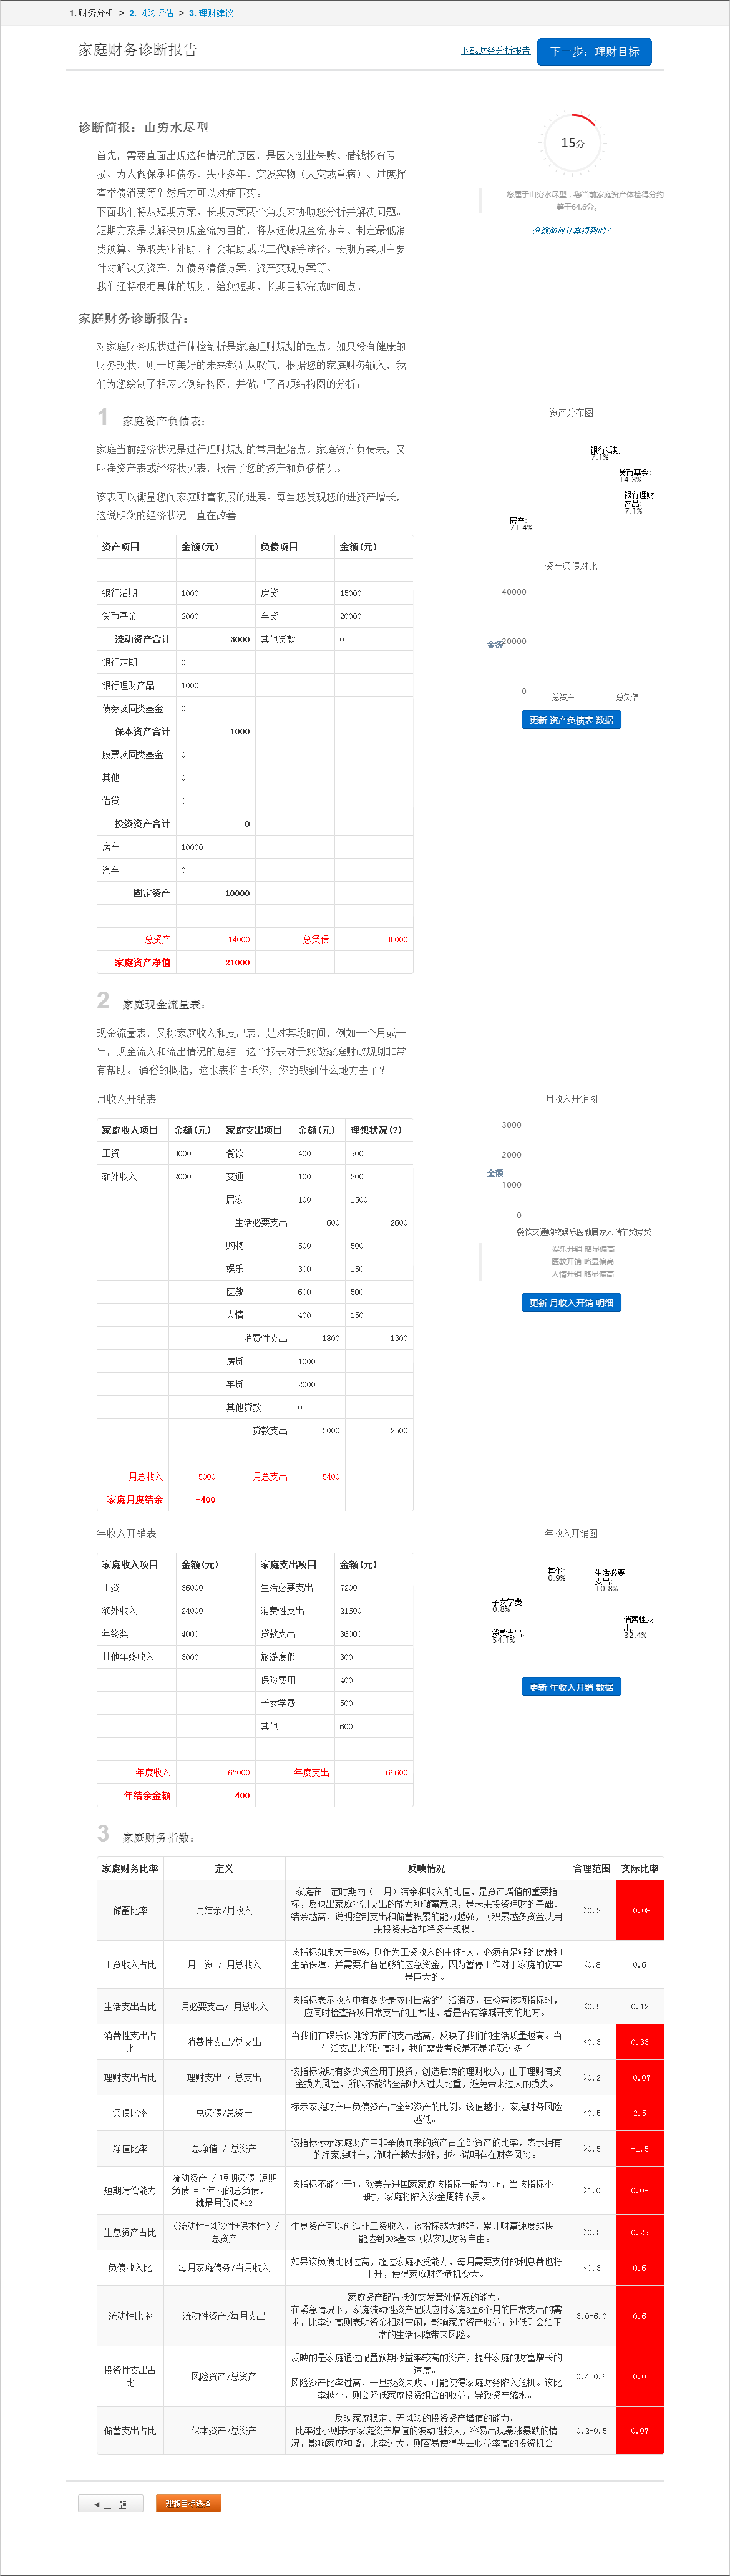 1. 财务分析 > 2. 风险评估 > 3. 理财建议
家庭财务诊断报告
下载财务分析报告
下一步: 理财目标
诊断简报: 山穷水尽型
首先, 需要直面出现这种情况的原因, 是因为创业失败、借钱投资亏
损、为人做保承担债务、失业多年、突发实物（天灾或重病）、过度挥
霍举债消费等? 然后才可以对症下药。
下面我们将从短期方案、长期方案两个角度来协助您分析并解决问题。
短期方案是以解决负现金流为目的, 将从还债现金流协商、制定最低消
费预算、争取失业补助、社会捐助或以工代赈等途径。长期方案则主要
针对解决负资产, 如债务清偿方案、资产变现方案等。
我们还将根据具体的规划, 给您短期、长期目标完成时间点。
15分
您属于山穷水尽型，您当前家庭资产体检得分约
等于64.6分。
分数如何计算得到的?
家庭财务诊断报告:
对家庭财务现状进行体检剖析是家庭理财规划的起点。如果没有健康的
财务现状, 则一切美好的未来都无从叹气, 根据您的家庭财务输入, 我
们为您绘制了相应比例结构图, 并做出了各项结构图的分析,
1 家庭资产负债表:
家庭当前经济状况是进行理财规划的常用起始点。家庭资产负债表, 又
叫净资产表或经济状况表, 报告了您的资产和负债情况。
该表可以衡量您向家庭财富积累的进展。每当您发现您的进资产增长,
这说明您的经济状况一直在改善。
资产项目 金额(元) 负债项目 金额(元)
银行活期 1000 房贷 15000
货币基金 2000 车贷 20000
流动资产合计 3000 其他贷款 0
银行定期 0
银行理财产品 1000
债券及同类基金 0
保本资产合计 1000
股票及同类基金 0
其他 0
借贷 0
投资资产合计 0
房产 10000
汽车 0
固定资产 10000
总资产 14000 总负债 35000
家庭资产净值 -21000
资产分布图
银行活期:
7.1%
货币基金:
14.3%
银行理财
产品:
7.1%
房产:
71.4%
资产负债对比
40000
金额
20000
0
总资产 总负债
更新 资产负债表 数据
2 家庭现金流量表:
现金流量表, 又称家庭收入和支出表, 是对某段时间, 例如一个月或一
年, 现金流入和流出情况的总结。这个报表对于您做家庭财政规划非常
有帮助。 通俗的概括, 这张表将告诉您, 您的钱到什么地方去了?
月收入开销表
家庭收入项目 金额(元) 家庭支出项目 金额(元) 理想状况(?)
工资 3000 餐饮 400 900
额外收入 2000 交通 100 200
居家 100 1500
生活必要支出 600 2600
购物 500 500
娱乐 300 150
医教 600 500
人情 400 150
消费性支出 1800 1300
房贷 1000
车贷 2000
其他贷款 0
贷款支出 3000 2500
月总收入 5000 月总支出 5400
家庭月度结余 -400
月收入开销图
3000
2000
金额
1000
0
餐饮交通购物娱乐医教居家人情车贷房贷
娱乐开销 略显偏高
医教开销 略显偏高
人情开销 略显偏高
更新 月收入开销 明细
年收入开销表
家庭收入项目 金额(元) 家庭支出项目 金额(元)
工资 36000 生活必要支出 7200
额外收入 24000 消费性支出 21600
年终奖 4000 贷款支出 36000
其他年终收入 3000 旅游度假 300
保险费用 400
子女学费 500
其他 600
年度收入 67000 年度支出 66600
年结余金额 400
年收入开销图
其他:
0.9%
生活必要
支出:
10.8%
子女学费:
0.8%
消费性支
出:
32.4%
贷款支出:
54.1%
更新 年收入开销 数据
3 家庭财务指数:
家庭财务比率 定义 反映情况 合理范围 实际比率
储蓄比率 月结余/月收入 家庭在一定时期内（一月）结余和收入的比值, 是资产增值的重要指
标, 反映出家庭控制支出的能力和储蓄意识, 是未来投资理财的基础。
结余越高, 说明控制支出和储蓄积累的能力越强, 可积累越多资金以用
来投资来增加净资产规模。 >0.2 -0.08
工资收入占比 月工资 / 月总收入 该指标如果大于80%, 则作为工资收入的主体-人, 必须有足够的健康和
生命保障, 并需要准备足够的应急资金, 因为暂停工作对于家庭的伤害
是巨大的。 <0.8 0.6
生活支出占比 月必要支出/ 月总收入 该指标表示收入中有多少是应付日常的生活消费, 在检查该项指标时,
应同时检查各项日常支出的正常性, 看是否有缩减开支的地方。 <0.5 0.12
消费性支出占
比 消费性支出/总支出 当我们在娱乐保健等方面的支出越高, 反映了我们的生活质量越高。当
生活支出比例过高时, 我们需要考虑是不是浪费过多了 <0.3 0.33
理财支出占比 理财支出 / 总支出 该指标说明有多少资金用于投资, 创造后续的理财收入, 由于理财有资
金损失风险, 所以不能站全部收入过大比重, 避免带来过大的损失。 >0.2 -0.07
负债比率 总负债/总资产 标示家庭财产中负债资产占全部资产的比例。该值越小, 家庭财务风险
越低。 <0.5 2.5
净值比率 总净值 / 总资产 该指标标示家庭财产中非举债而来的资产占全部资产的比率, 表示拥有
的净家庭财产, 净财产越大越好, 越小说明存在财务风险。 >0.5 -1.5
短期清偿能力 流动资产 / 短期负债 短期
负债 = 1年内的总债务,
是月负债*12 该指标不能小于1, 欧美先进国家家庭该指标一般为1.5, 当该指标小
时, 家庭将陷入资金周转不灵。 >1.0 0.08
生息资产占比 （流动性+风险性+保本性）/
总资产 生息资产可以创造非工资收入, 该指标越大越好, 累计财富速度越快
能达到50%基本可以实现财务自由。 >0.3 0.29
负债收入比 每月家庭债务/当月收入 如果该负债比例过高, 超过家庭承受能力, 每月需要支付的利息费也将
上升, 使得家庭财务危机变大。 <0.3 0.6
流动性比率 流动性资产/每月支出 家庭资产配置抵御突发意外情况的能力。
在紧急情况下, 家庭流动性资产足以应付家庭3至6个月的日常支出的需
求, 比率过高则表明资金相对空闲, 影响家庭资产收益, 过低则会给正
常的生活保障带来风险。 3.0-6.0 0.6
投资性支出占
比 风险资产/总资产 反映的是家庭通过配置预期收益率较高的资产, 提升家庭的财富增长的
速度。
风险资产比率过高, 一旦投资失败, 可能使得家庭财务陷入危机。该比
率越小, 则会降低家庭投资组合的收益, 导致资产缩水。 0.4-0.6 0.0
储蓄支出占比 保本资产/总资产 反映家庭稳定、无风险的投资资产增值的能力。
比率过小则表示家庭资产增值的波动性较大, 容易出现暴涨暴跌的情
况, 影响家庭和谐, 比率过大, 则容易使得失去收益率高的投资机会。 0.2-0.5 0.07
◄ 上一题
理想目标选择